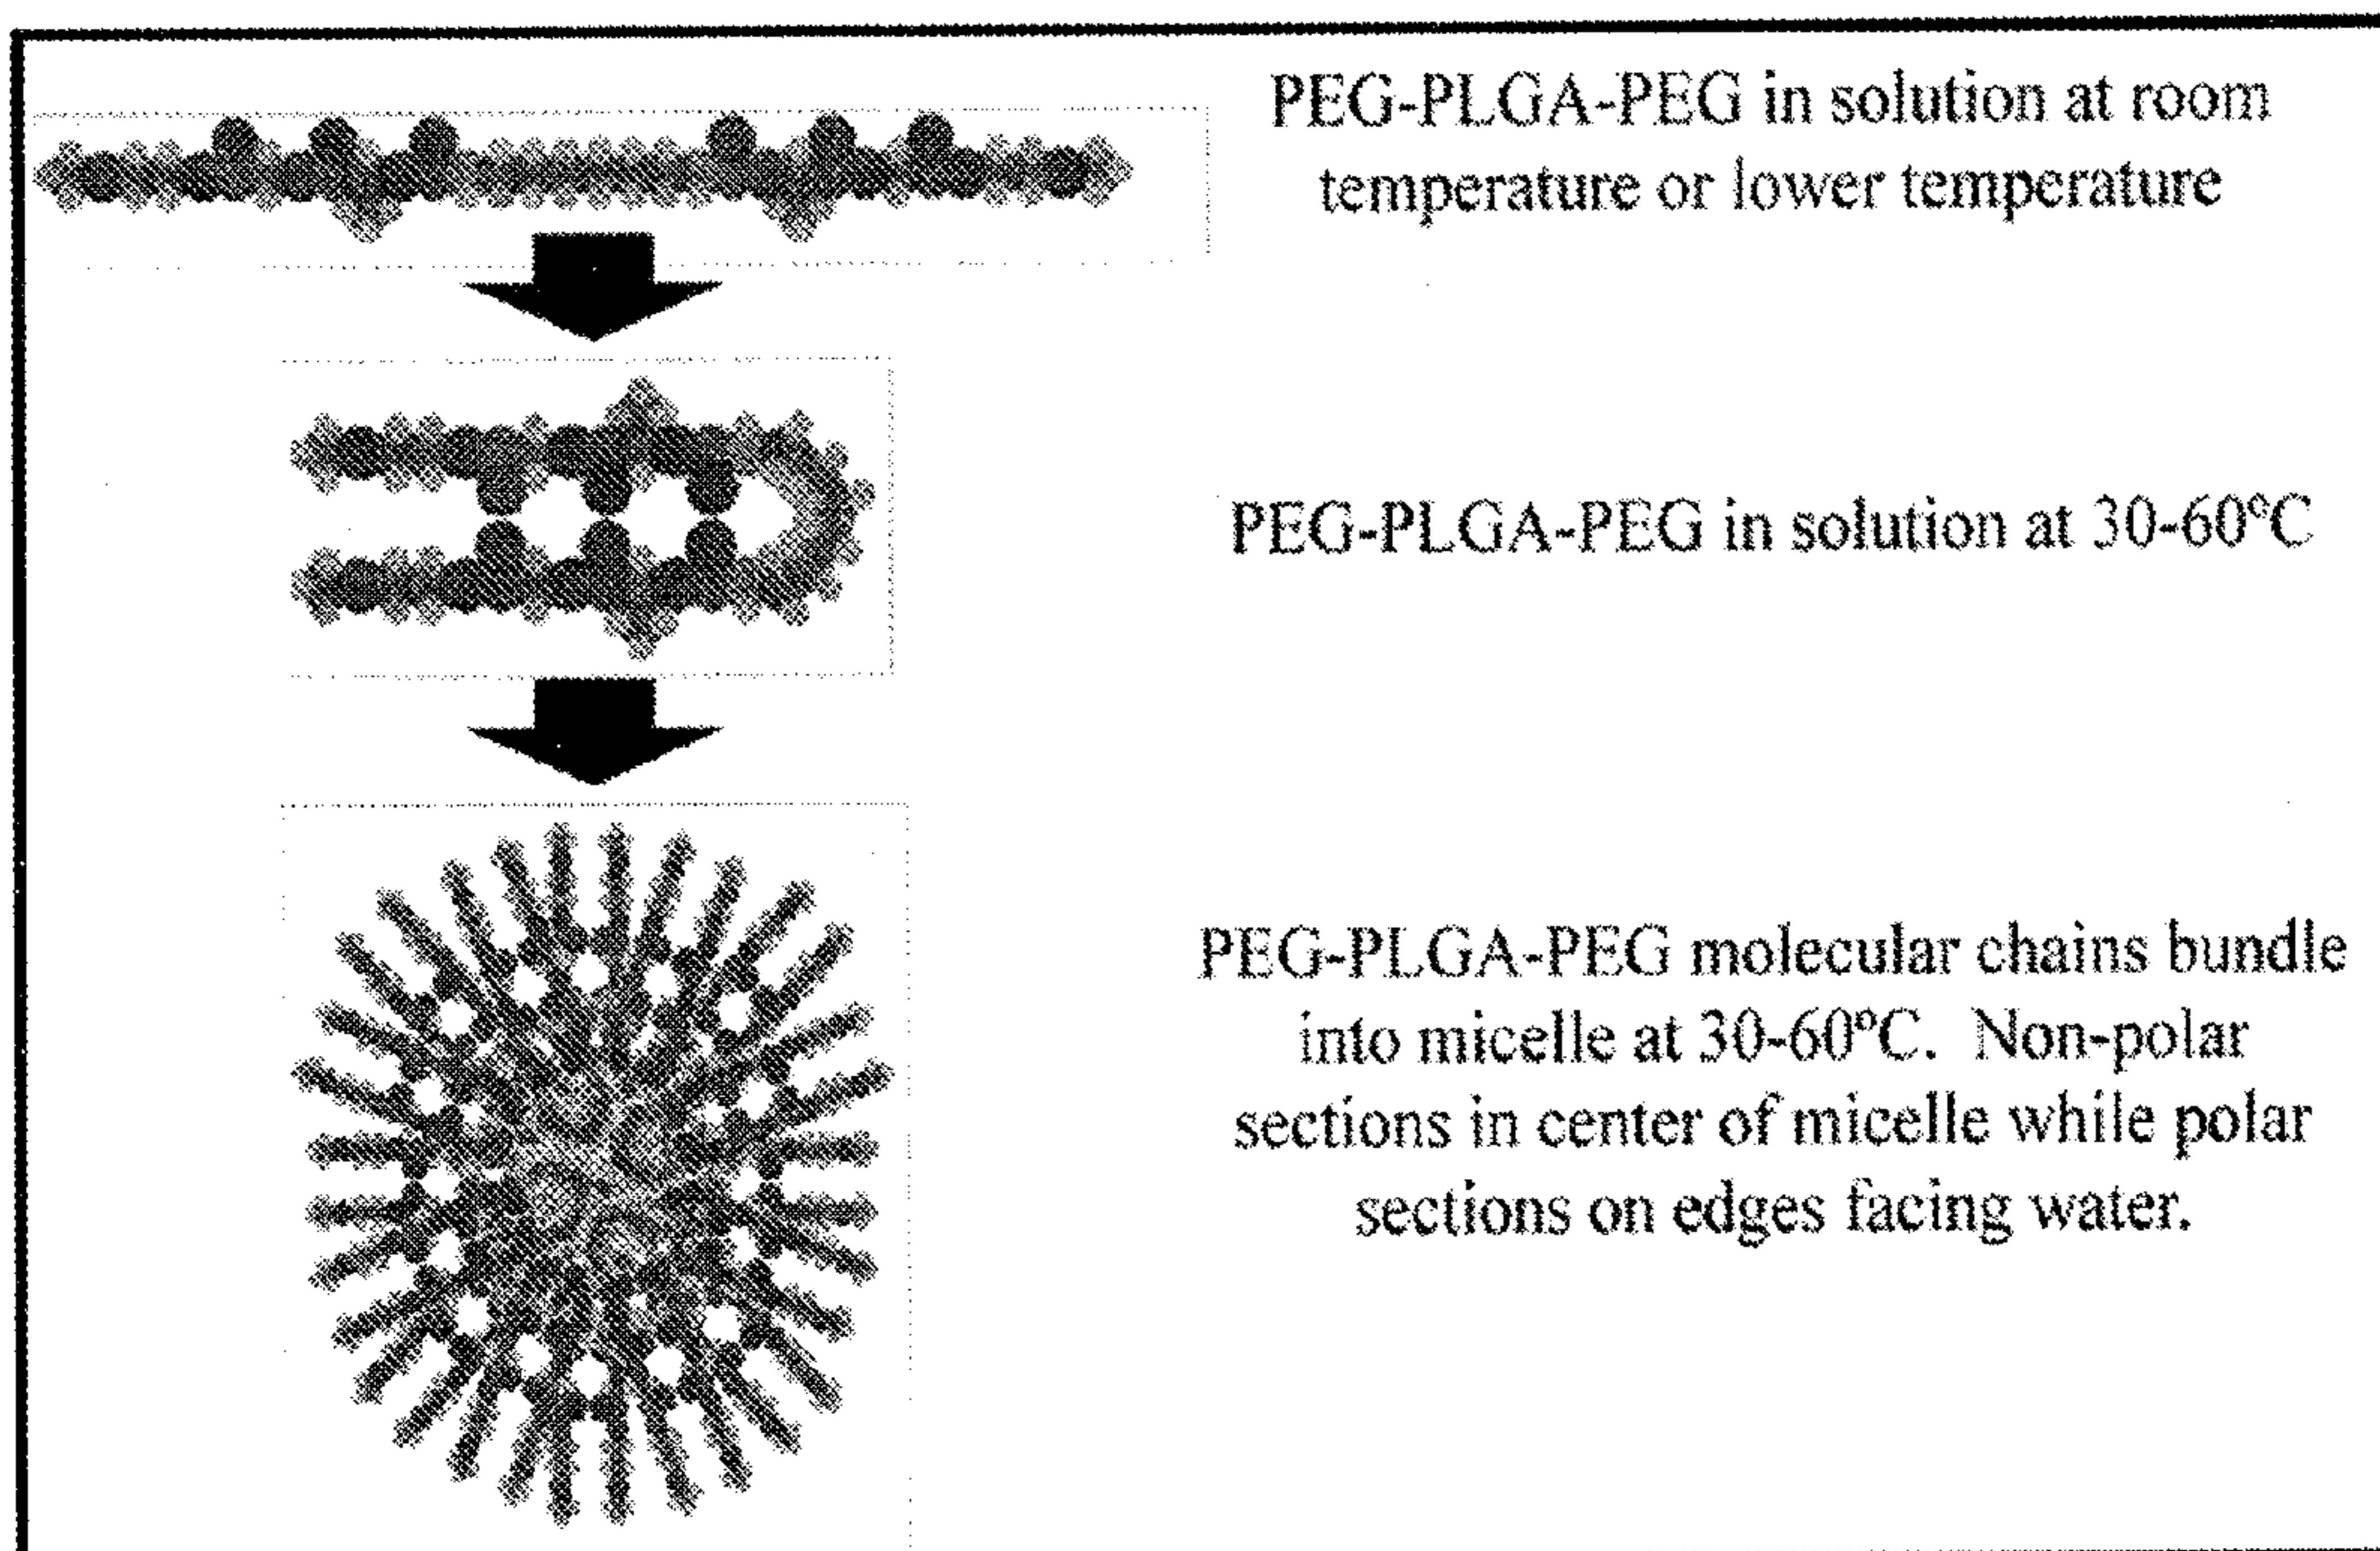 PEG-PLGA-PEG in solution at room
temperature or lower temperature
PEG-PLGA-PEG in solution at 30-60°C
PEG-PLGA-PEG molecular chains bundle
into micelle at 30-60°C. Non-polar
sections in center of micelle while polar
sections on edges facing water.